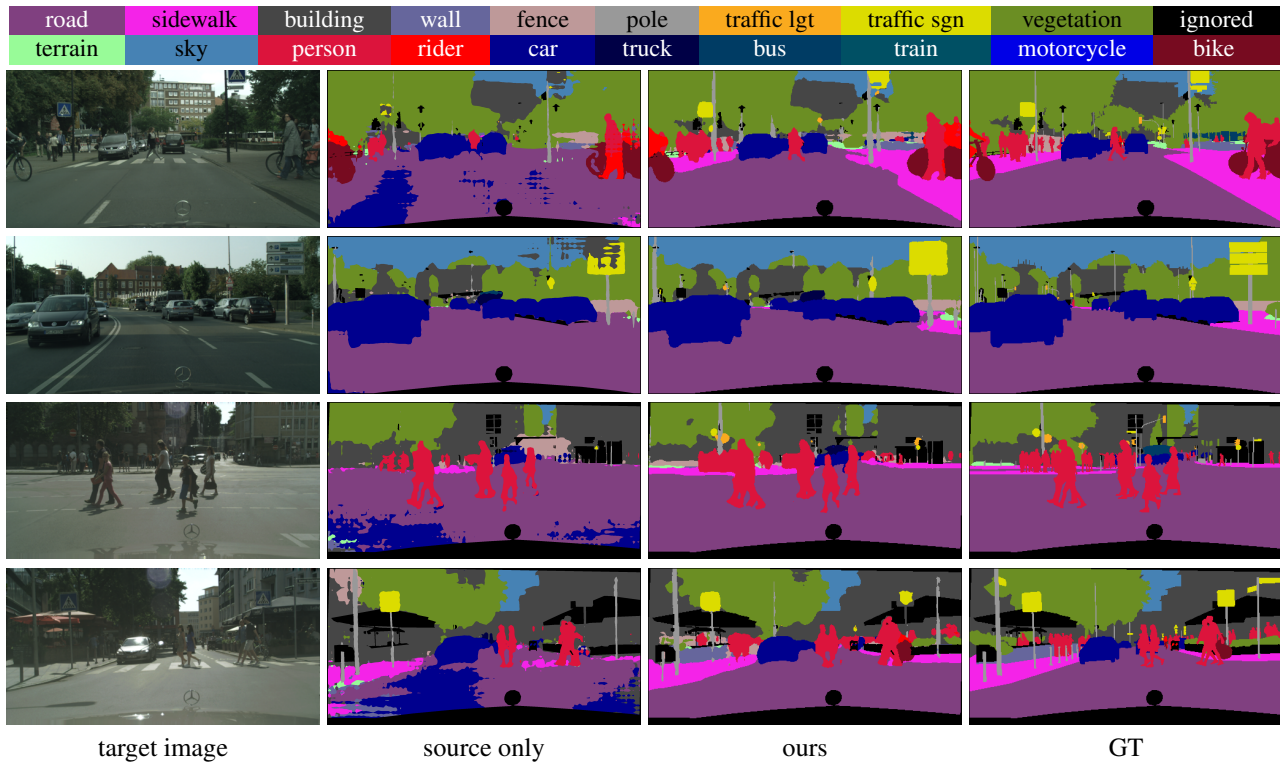 road sidewalk building wall fence pole traffic lgt traffic sgn vegetation ignored
terrain sky person rider car truck bus train motorcycle bike
target image source only ours GT